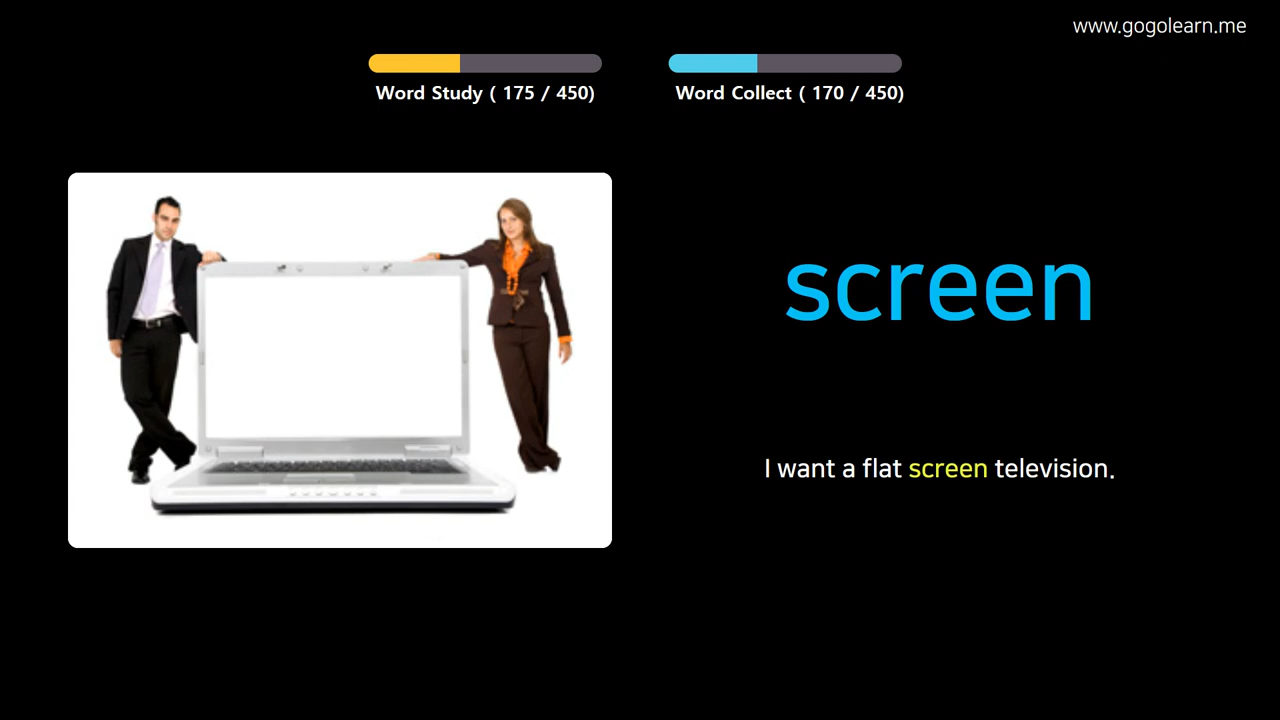 www.gogolearn.me
Word Study ( 175 / 450)
Word Collect ( 170 / 450)
screen
I want a flat screen television.